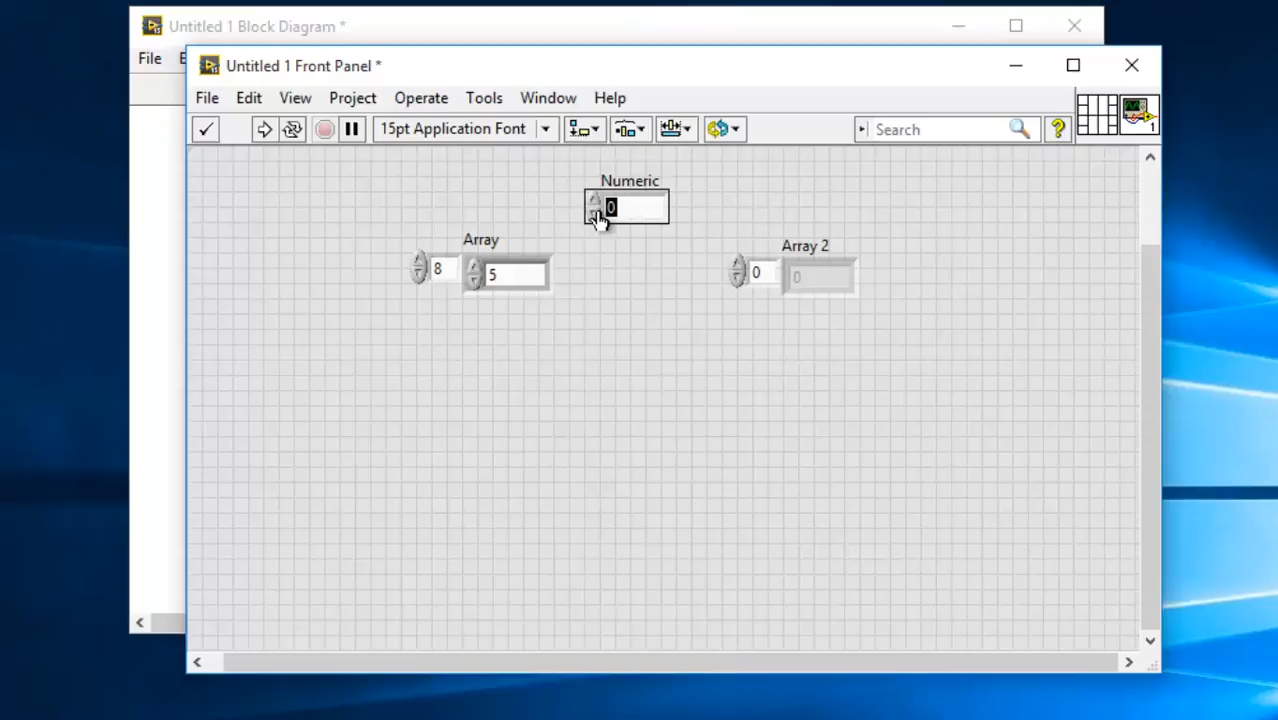 Untitled 1 Block Diagram *
File E
Untitled 1 Front Panel *
File Edit View Project Operate Tools Window Help
15pt Application Font Search ?
1
Numeric
0
Array
8 5
Array 2
0 0